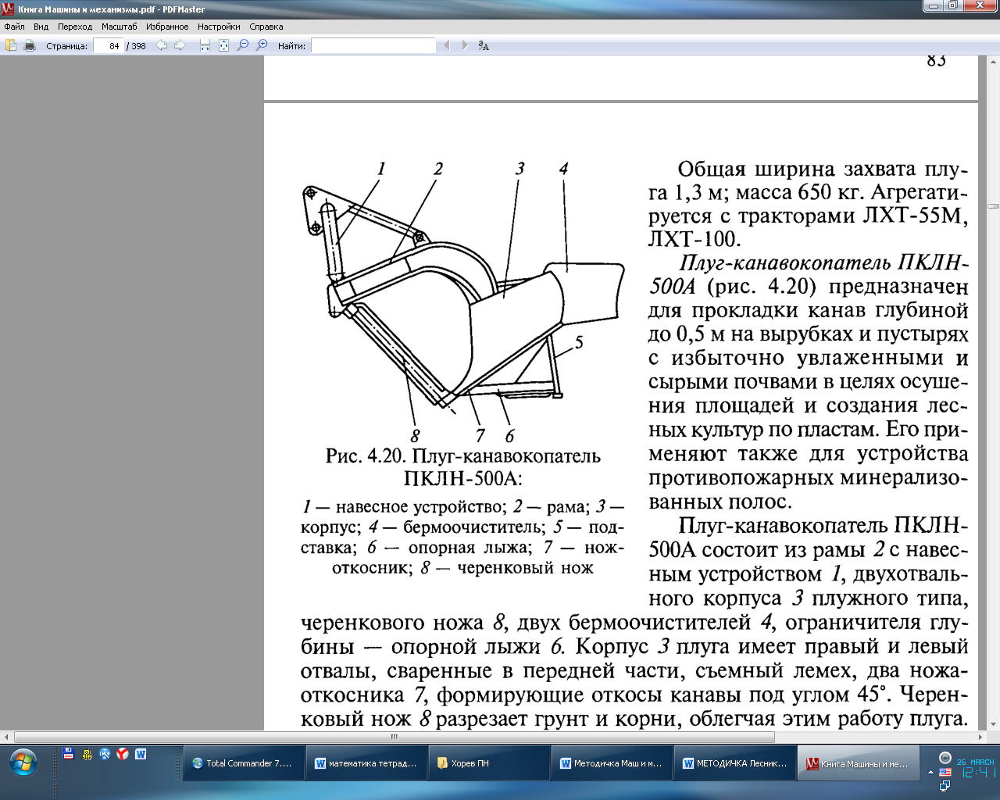 Книга Машины и механизмы.pdf - PDFMaster
Файл Вид Переход Масштаб Избранное Настройки Справка
Страница: 84 / 398 Найти:
83
1 2 3 4
5
8 7 6
Рис. 4.20. Плуг-канавокопатель
ПКЛН-500А:
1 — навесное устройство; 2 — рама; 3 —
корпус; 4 — бермоочиститель; 5 — под-
ставка; 6 — опорная лыжа; 7 — нож-
откосник; 8 — черенковый нож
Общая ширина захвата плу-
га 1,3 м; масса 650 кг. Агрегати-
руется с тракторами ЛХТ-55М,
ЛХТ-100.
Плуг-канавокопатель ПКЛН-
500А (рис. 4.20) предназначен
для прокладки канав глубиной
до 0,5 м на вырубках и пустырях
с избыточно увлаженными и
сырыми почвами в целях осуше-
ния площадей и создания лес-
ных культур по пластам. Его при-
меняют также для устройства
противопожарных минерализо-
ванных полос.
Плуг-канавокопатель ПКЛН-
500А состоит из рамы 2 с навес-
ным устройством 1, двухотваль-
ного корпуса 3 плужного типа,
черенкового ножа 8, двух бермоочистителей 4, ограничителя глу-
бины — опорной лыжи 6. Корпус 3 плуга имеет правый и левый
отвалы, сваренные в передней части, съемный лемех, два ножа-
откосника 7, формирующие откосы канавы под углом 45°. Черен-
ковый нож 8 разрезает грунт и корни, облегчая этим работу плуга.
Total Commander 7.... математика тетрад... Хорев ПН Методичка Маш и м... МЕТОДИЧКА Лесник... Книга Машины и ме...
26 MARCH
12:41